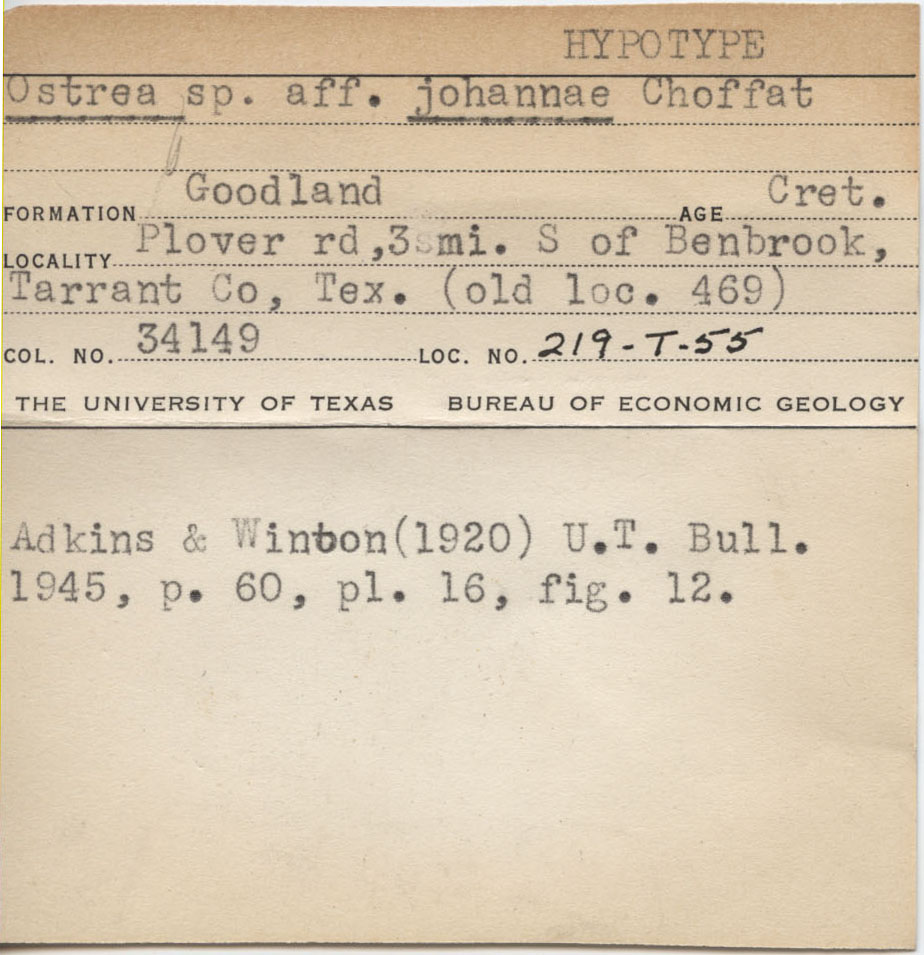 HYPOTYPE
Ostrea sp. aff. johannae Choffat
FORMATION Goodland AGE Cret.
LOCALITY Plover rd,3 mi. S of Benbrook,
Tarrant Co, Tex. (old loc. 469)
COL. NO. 34149 LOC. NO. 219-T-55
THE UNIVERSITY OF TEXAS BUREAU OF ECONOMIC GEOLOGY
Adkins & Winton(1920) U.T. Bull.
1945, p. 60, pl. 16, fig. 12.